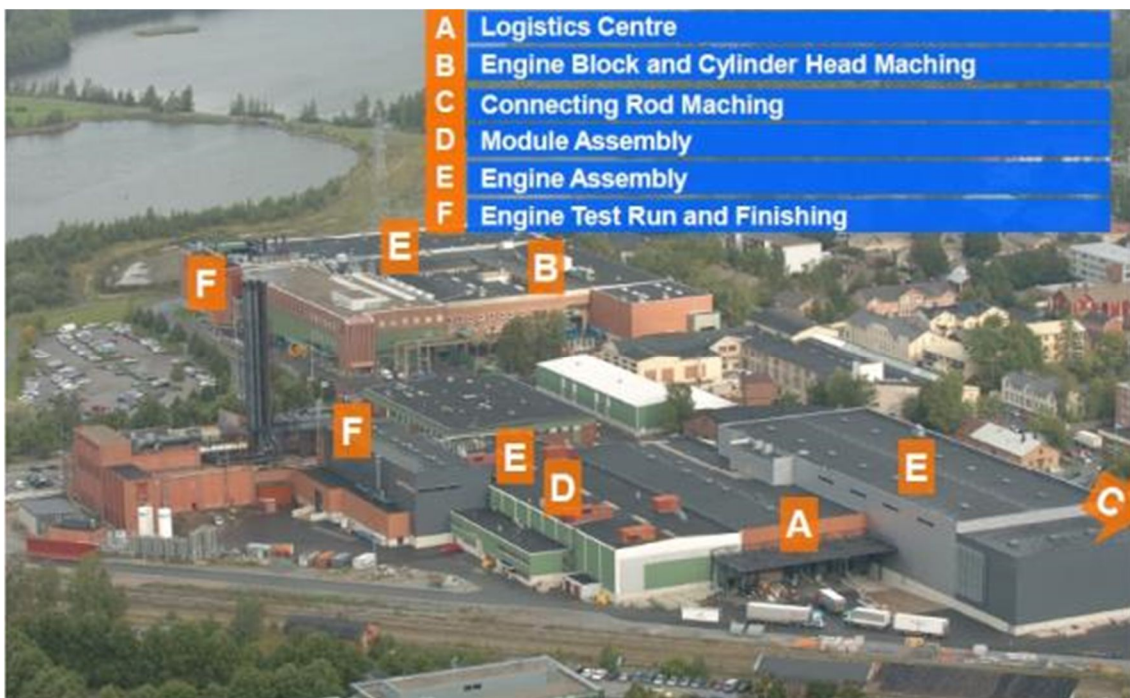 A Logistics Centre
B Engine Block and Cylinder Head Maching
C Connecting Rod Maching
D Module Assembly
E Engine Assembly
F Engine Test Run and Finishing
E
B
F
F
E
D
E
A
C